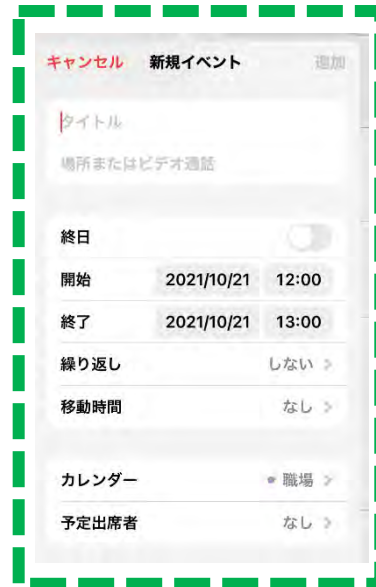 キャンセル 新規イベント 追加
タイトル
場所またはビデオ通話
終日
開始 2021/10/21 12:00
終了 2021/10/21 13:00
繰り返し しない >
移動時間 なし >
カレンダー • 職場 >
予定出席者 なし >